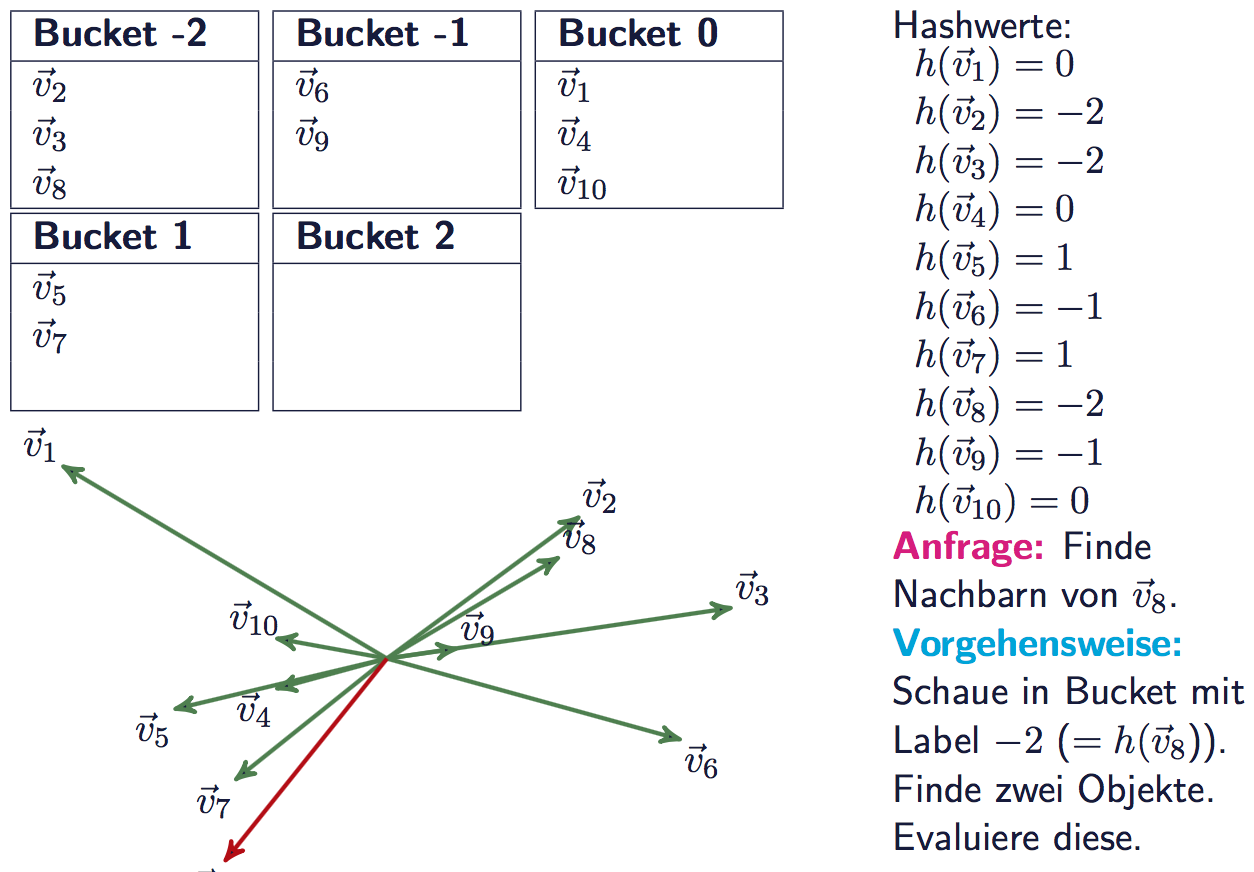 Bucket -2
v⃗₂
v⃗₃
v⃗₈
Bucket -1
v⃗₆
v⃗₉
Bucket 0
v⃗₁
v⃗₄
v⃗₁₀
Bucket 1
v⃗₅
v⃗₇
Bucket 2
v⃗₁
v⃗₂
v⃗₈
v⃗₃
v⃗₁₀
v⃗₉
v⃗₄
v⃗₅
v⃗₆
v⃗₇
Hashwerte:
h(v⃗₁) = 0
h(v⃗₂) = −2
h(v⃗₃) = −2
h(v⃗₄) = 0
h(v⃗₅) = 1
h(v⃗₆) = −1
h(v⃗₇) = 1
h(v⃗₈) = −2
h(v⃗₉) = −1
h(v⃗₁₀) = 0
Anfrage: Finde
Nachbarn von v⃗₈.
Vorgehensweise:
Schaue in Bucket mit
Label −2 (= h(v⃗₈)).
Finde zwei Objekte.
Evaluiere diese.